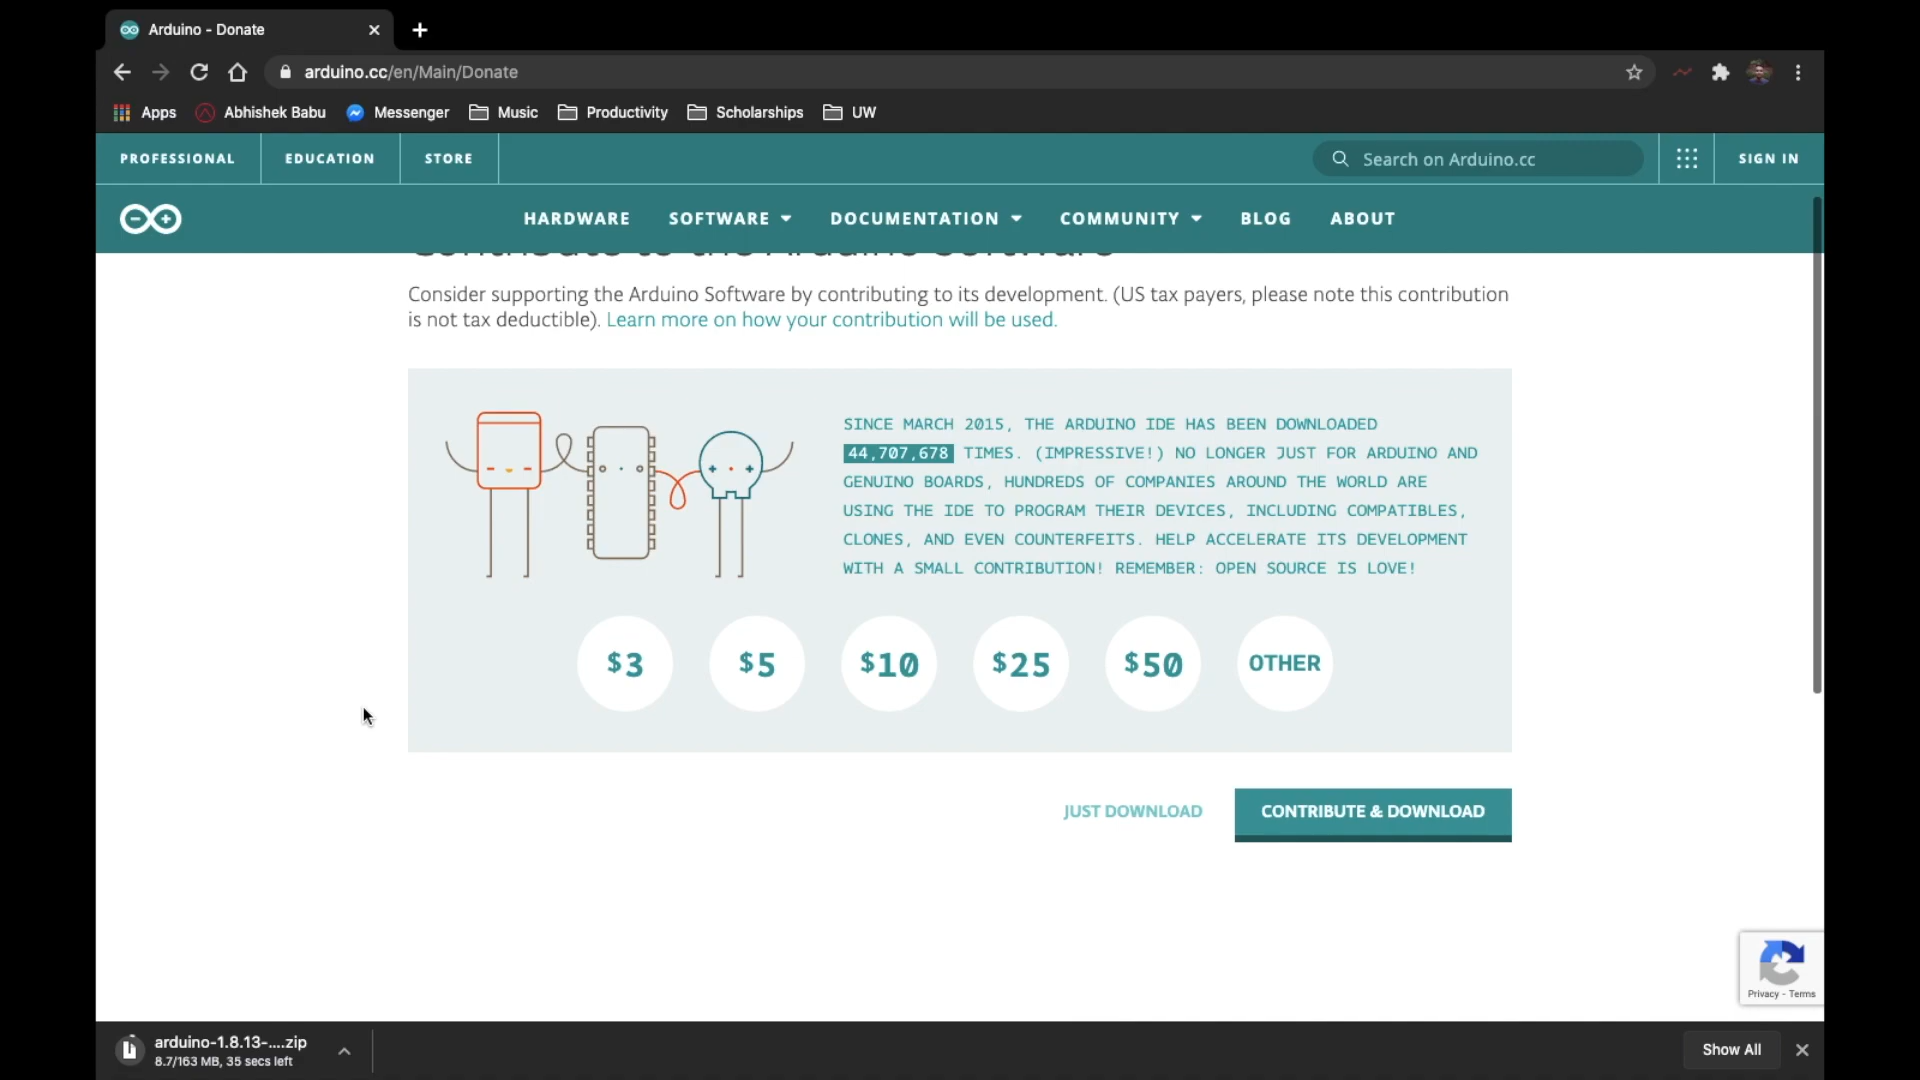 Arduino - Donate
arduino.cc/en/Main/Donate
Apps Abhishek Babu Messenger Music Productivity Scholarships UW
PROFESSIONAL EDUCATION STORE Search on Arduino.cc SIGN IN
HARDWARE SOFTWARE DOCUMENTATION COMMUNITY BLOG ABOUT
Contribute to the Arduino Software
Consider supporting the Arduino Software by contributing to its development. (US tax payers, please note this contribution
is not tax deductible). Learn more on how your contribution will be used.
SINCE MARCH 2015, THE ARDUINO IDE HAS BEEN DOWNLOADED
44,707,678 TIMES. (IMPRESSIVE!) NO LONGER JUST FOR ARDUINO AND
GENUINO BOARDS, HUNDREDS OF COMPANIES AROUND THE WORLD ARE
USING THE IDE TO PROGRAM THEIR DEVICES, INCLUDING COMPATIBLES,
CLONES, AND EVEN COUNTERFEITS. HELP ACCELERATE ITS DEVELOPMENT
WITH A SMALL CONTRIBUTION! REMEMBER: OPEN SOURCE IS LOVE!
$3 $5 $10 $25 $50 OTHER
JUST DOWNLOAD CONTRIBUTE & DOWNLOAD
Privacy - Terms
arduino-1.8.13-....zip
8.7/163 MB, 35 secs left
Show All